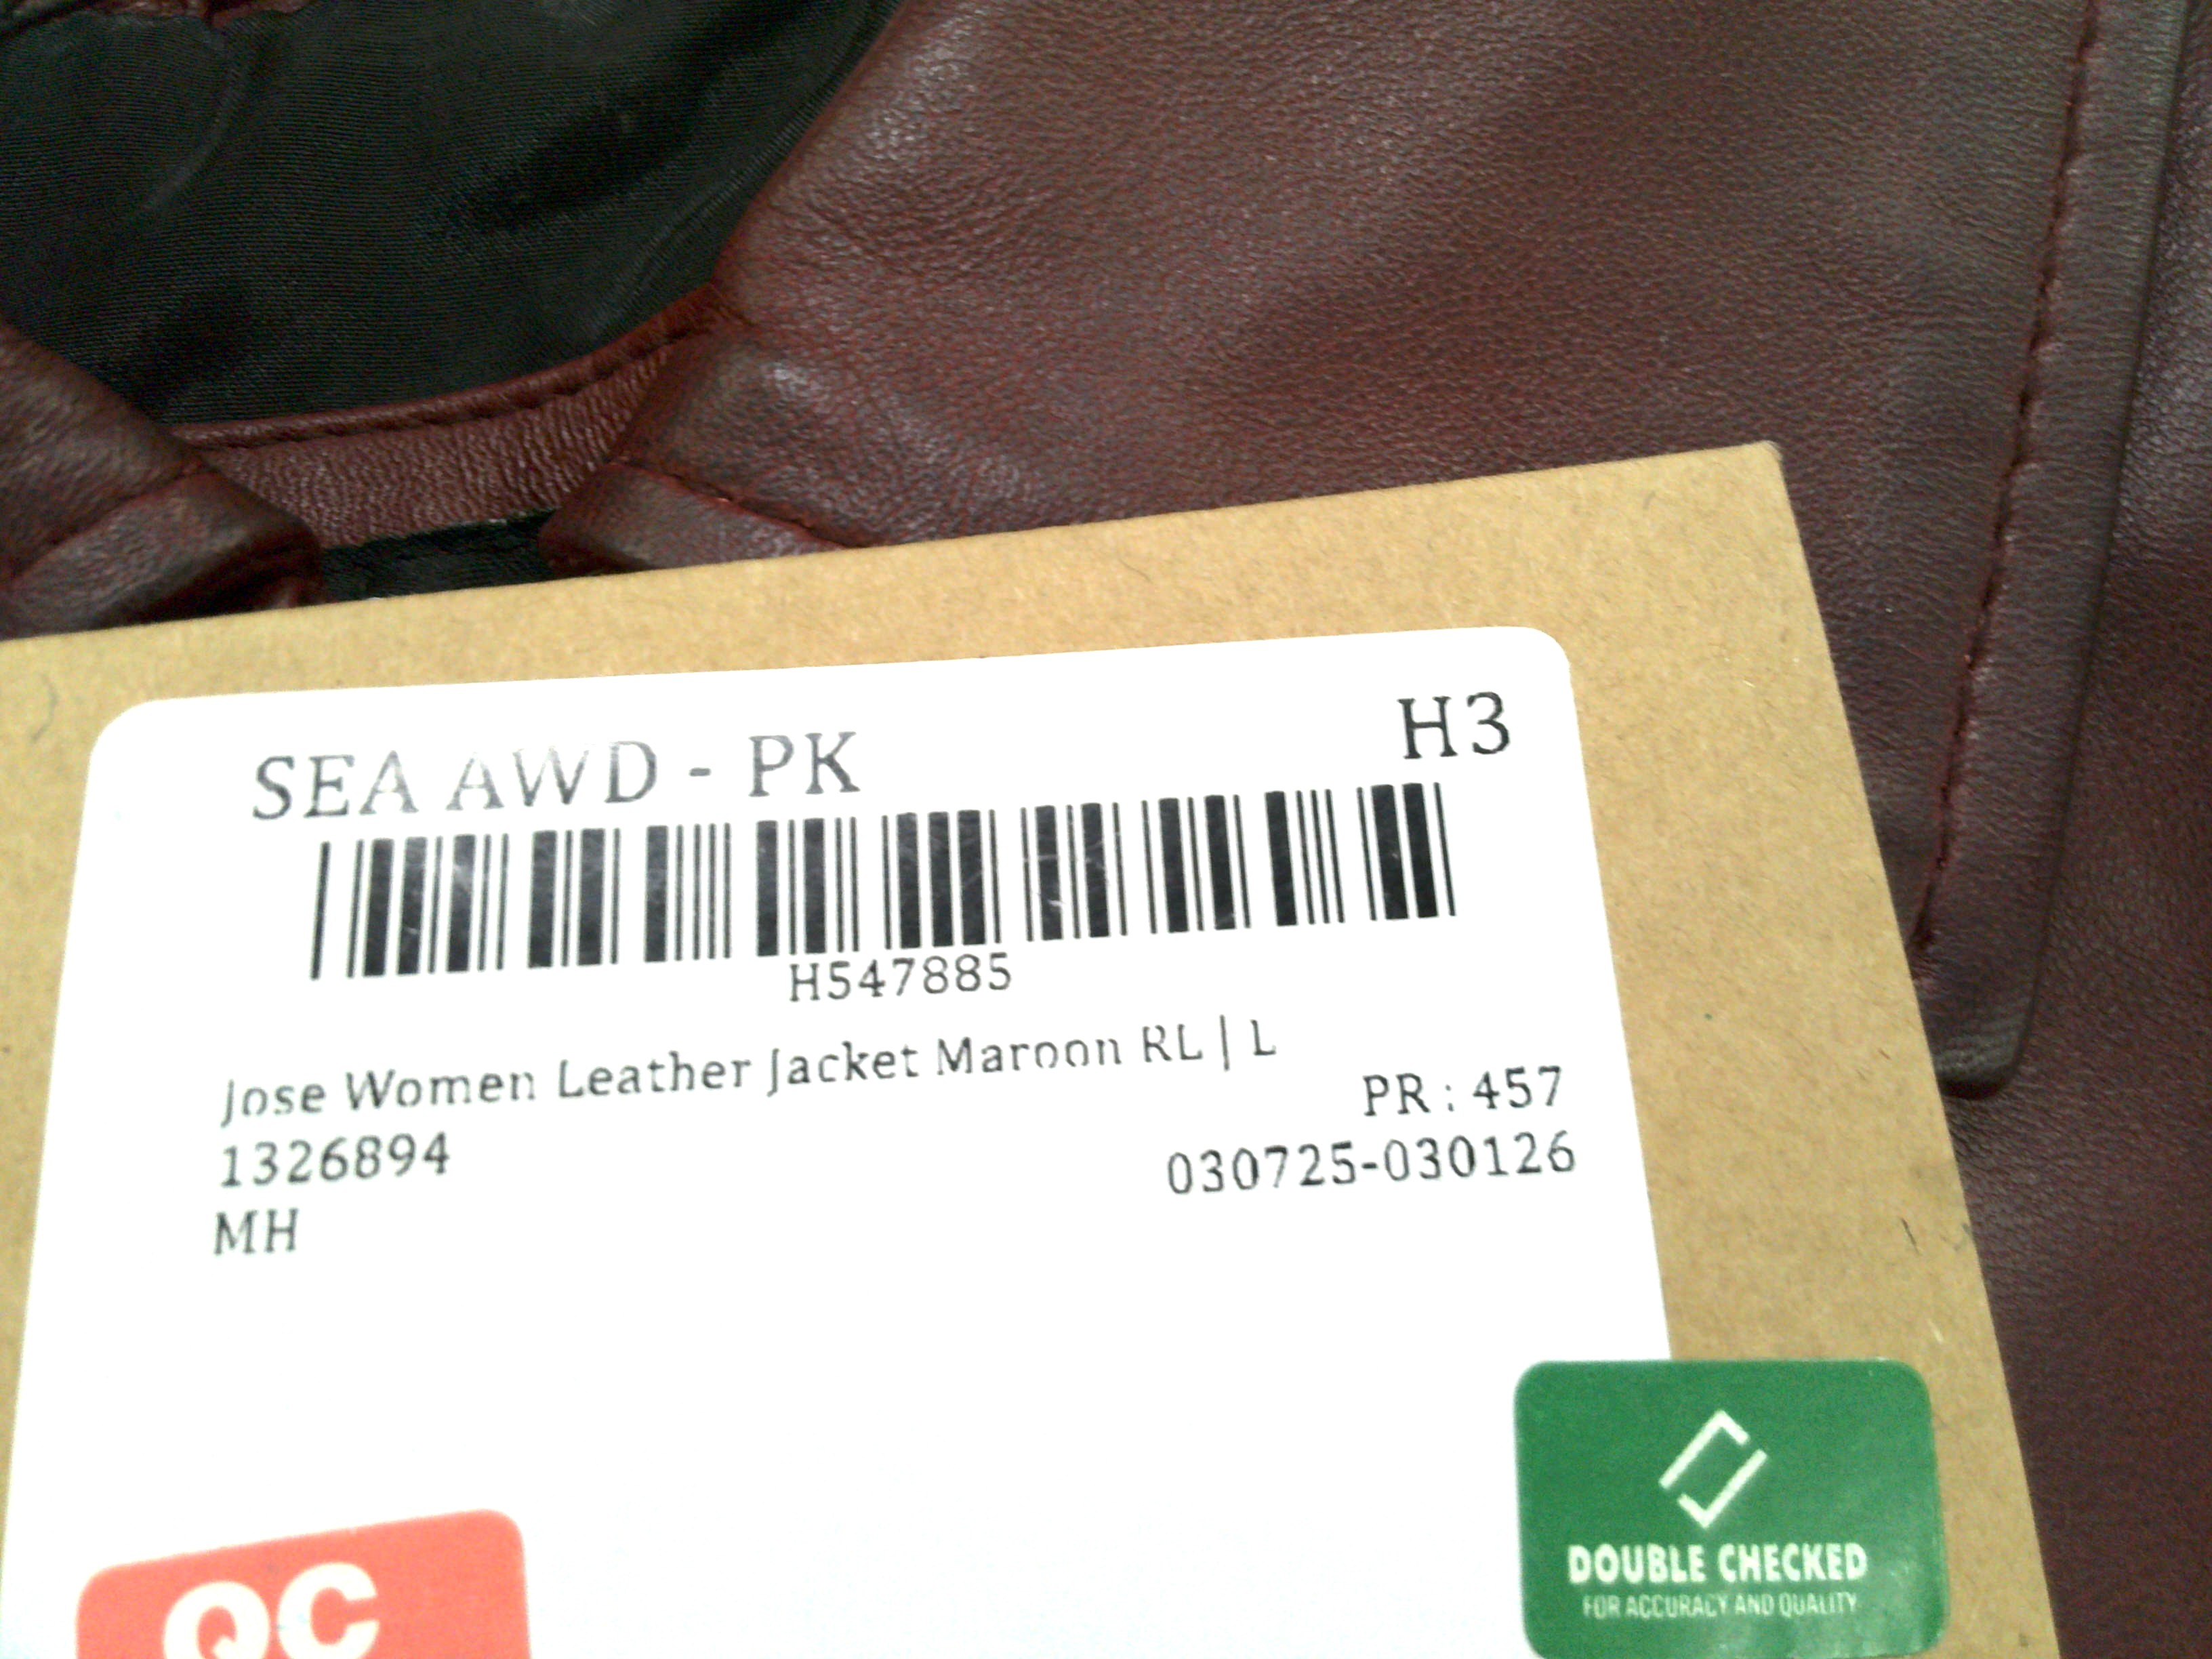 SEA AWD - PK
H3
H547885
Jose Women Leather Jacket Maroon RL | L
PR : 457
1326894
030725-030126
MH
DOUBLE CHECKED
FOR ACCURACY AND QUALITY
QC